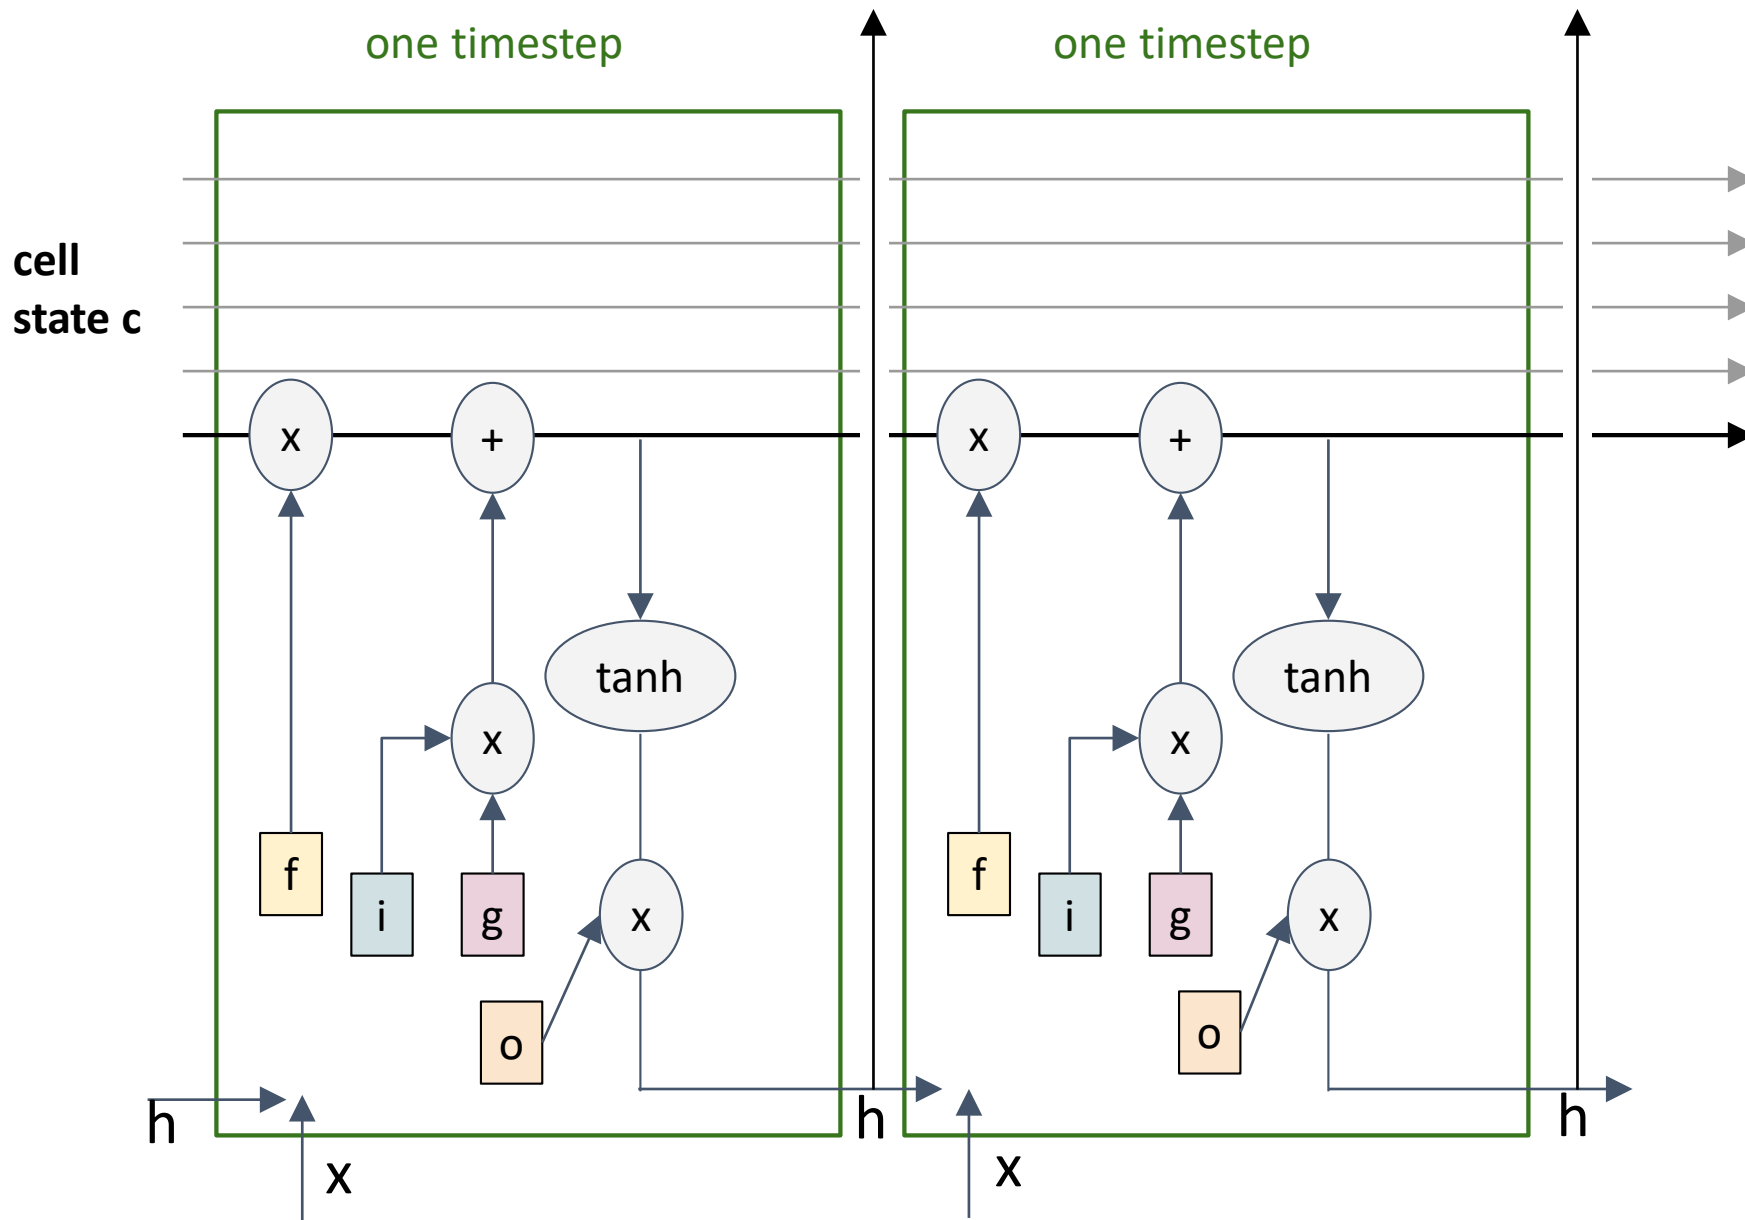 one timestep
one timestep
cell
state c
x
+
x
+
tanh
tanh
x
x
f
f
i
g
x
i
g
x
o
o
h
h
h
x
x